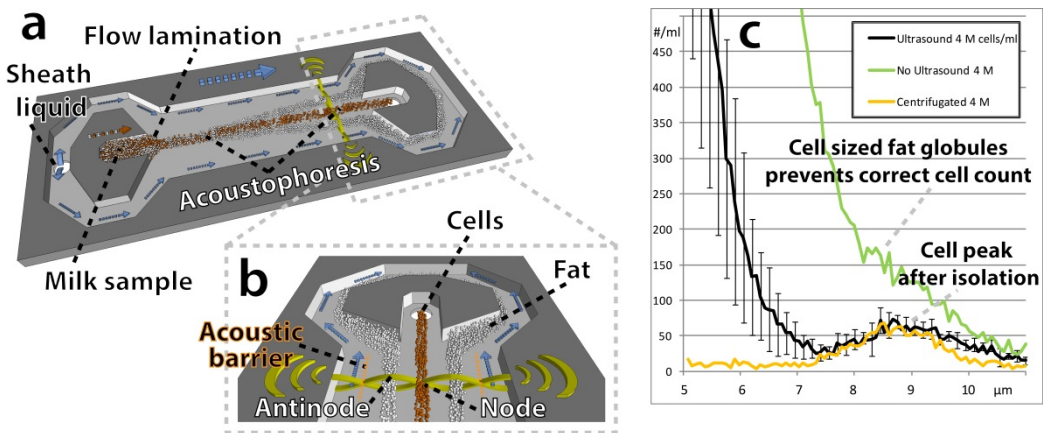 a
Flow lamination
Sheath
liquid
Acoustophoresis
Milk sample
b
Cells
Fat
Acoustic
barrier
Antinode
Node
c
#/ml
450
400
350
300
250
200
150
100
50
0
5
6
7
8
9
10
µm
Ultrasound 4 M cells/ml
No Ultrasound 4 M
Centrifugated 4 M
Cell sized fat globules
prevents correct cell count
Cell peak
after isolation